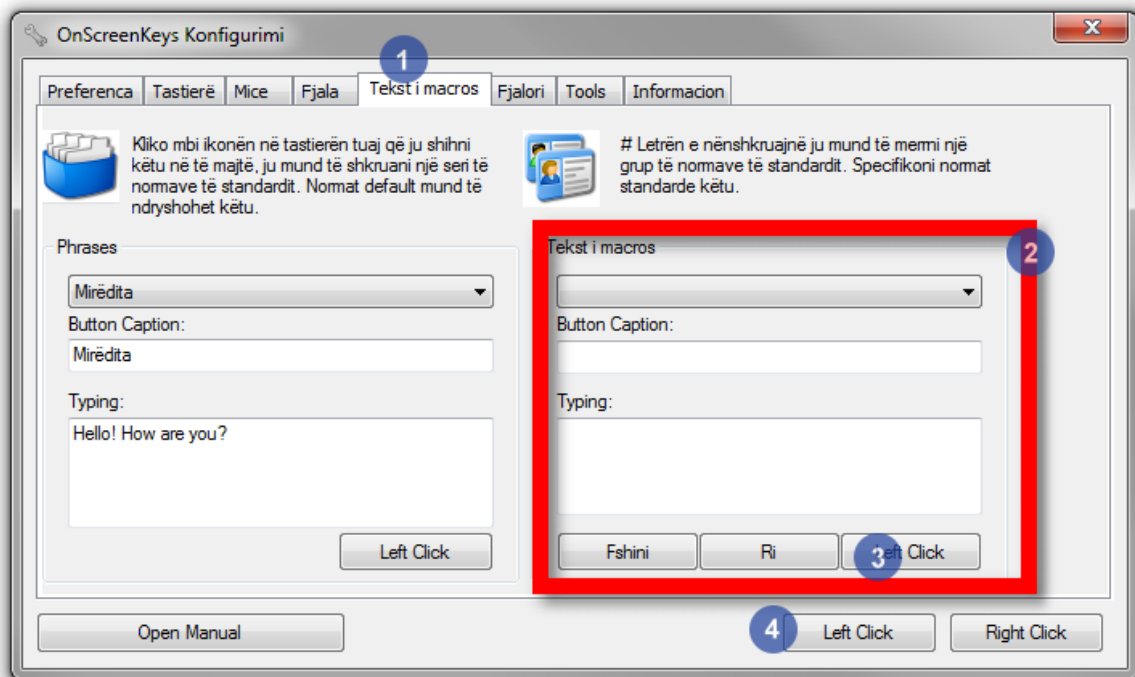 OnScreenKeys Konfigurimi
1
Preferenca Tastierë Mice Fjala Tekst i macros Fjalori Tools Informacion
Kliko mbi ikonën në tastierën tuaj që ju shihni
këtu në të majtë, ju mund të shkruani një seri të
normave të standardit. Normat default mund të
ndryshohet këtu.
# Letrën e nënshkruajnë ju mund të merrni një
grup të normave të standardit. Specifikoni normat
standarde këtu.
Phrases
Mirëdita
Button Caption:
Mirëdita
Typing:
Hello! How are you?
Left Click
Tekst i macros
2
Button Caption:
Typing:
Fshini Ri Left Click
3
Open Manual
4
Left Click Right Click